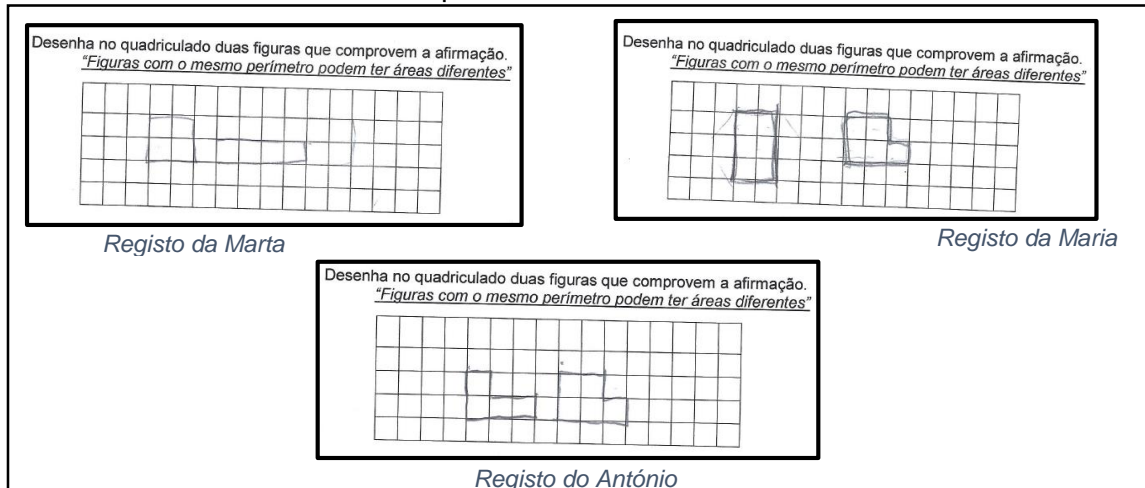 Desenha no quadriculado duas figuras que comprovem a afirmação.
"Figuras com o mesmo perímetro podem ter áreas diferentes"
Registo da Marta
Desenha no quadriculado duas figuras que comprovem a afirmação.
"Figuras com o mesmo perímetro podem ter áreas diferentes"
Registo da Maria
Desenha no quadriculado duas figuras que comprovem a afirmação.
"Figuras com o mesmo perímetro podem ter áreas diferentes"
Registo do António